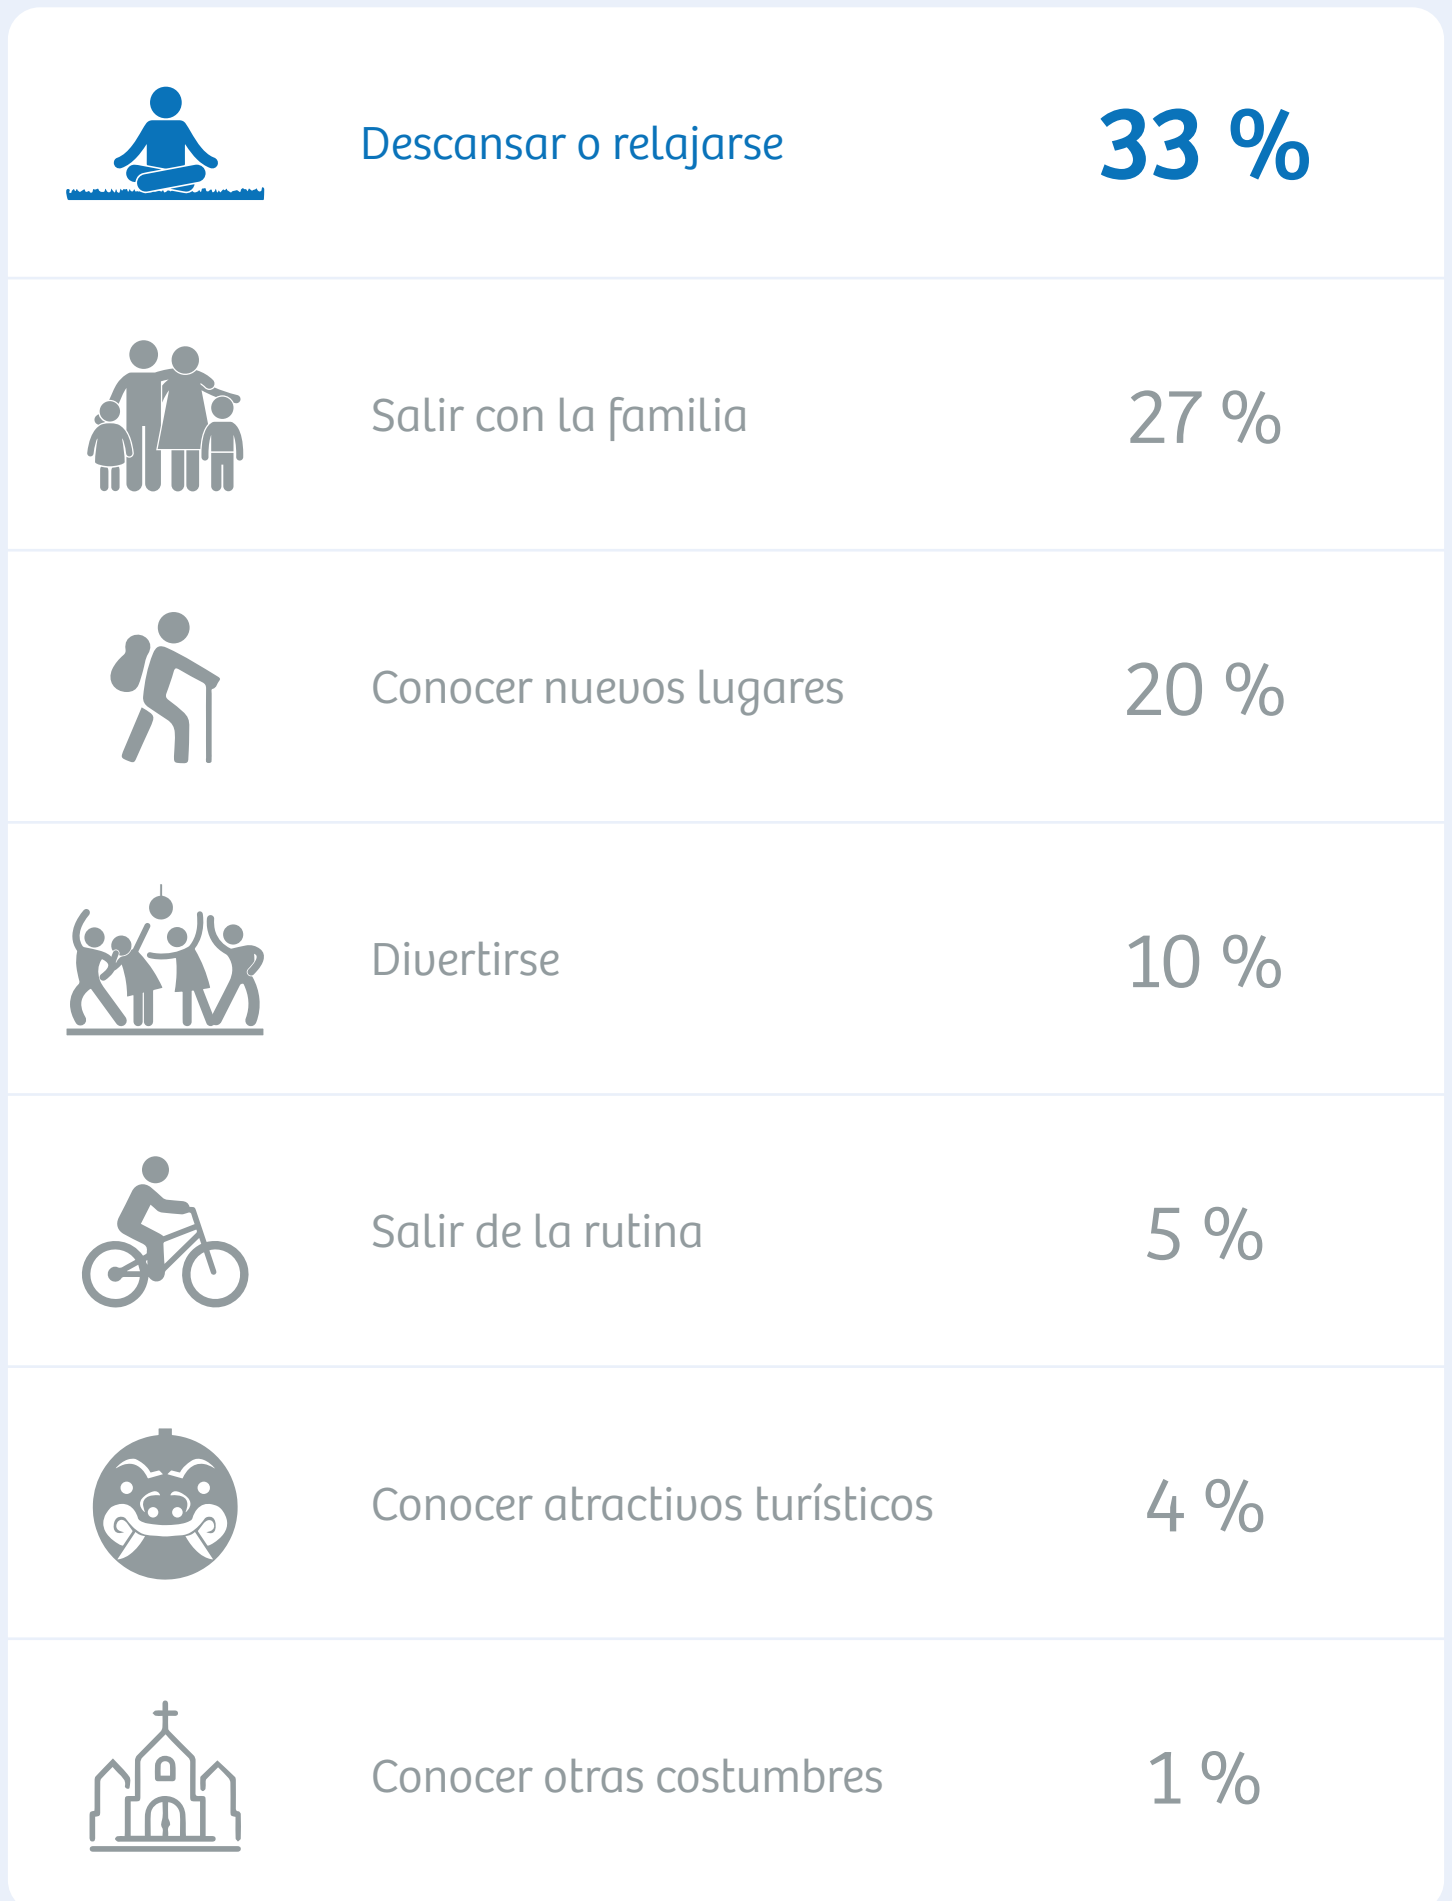 Descansar o relajarse 33 %
Salir con la familia 27 %
Conocer nuevos lugares 20 %
Divertirse 10 %
Salir de la rutina 5 %
Conocer atractivos turísticos 4 %
Conocer otras costumbres 1 %